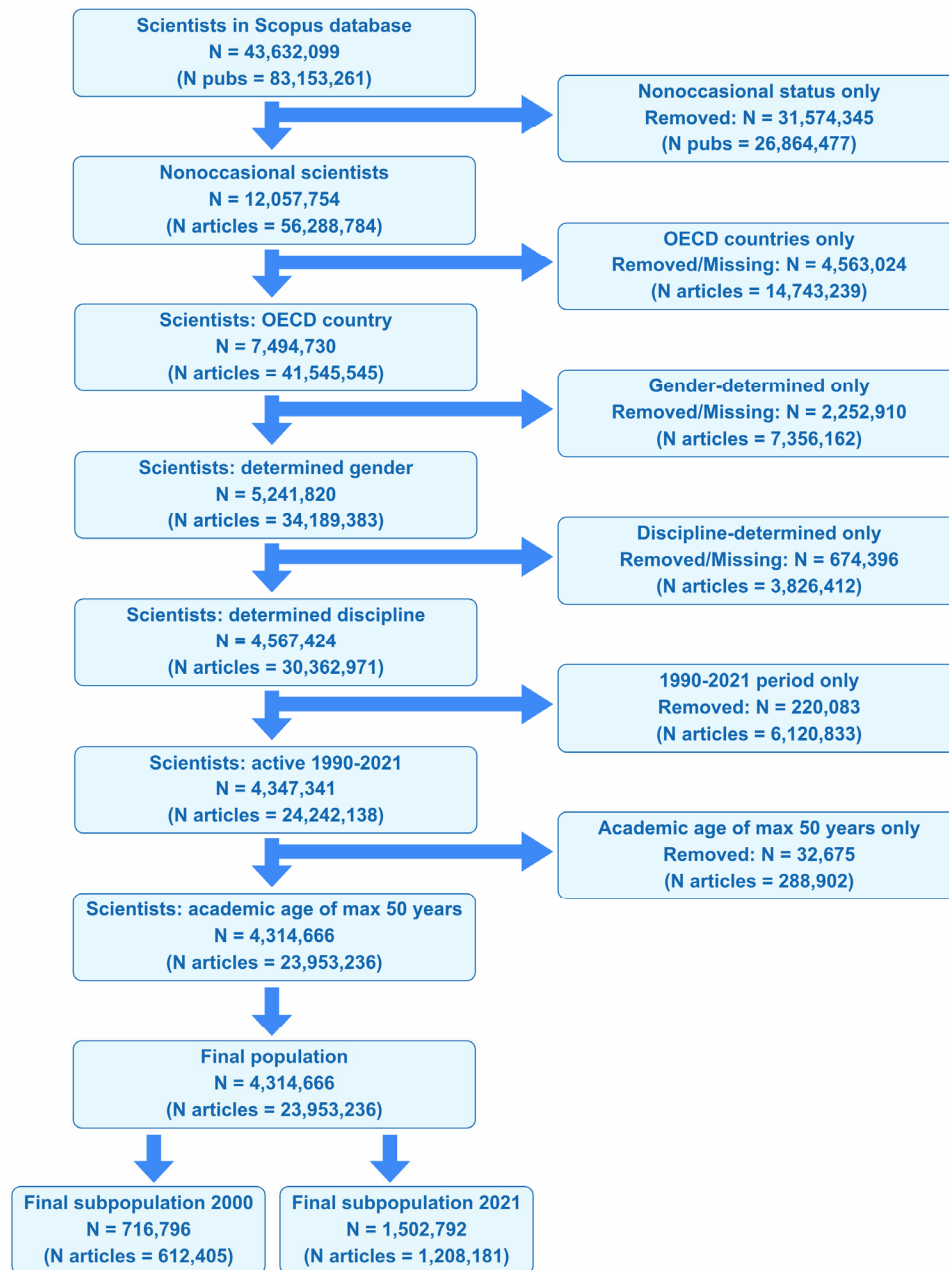 Scientists in Scopus database
N = 43,632,099
(N pubs = 83,153,261)
Nonoccasional status only
Removed: N = 31,574,345
(N pubs = 26,864,477)
Nonoccasional scientists
N = 12,057,754
(N articles = 56,288,784)
OECD countries only
Removed/Missing: N = 4,563,024
(N articles = 14,743,239)
Scientists: OECD country
N = 7,494,730
(N articles = 41,545,545)
Gender-determined only
Removed/Missing: N = 2,252,910
(N articles = 7,356,162)
Scientists: determined gender
N = 5,241,820
(N articles = 34,189,383)
Discipline-determined only
Removed/Missing: N = 674,396
(N articles = 3,826,412)
Scientists: determined discipline
N = 4,567,424
(N articles = 30,362,971)
1990-2021 period only
Removed: N = 220,083
(N articles = 6,120,833)
Scientists: active 1990-2021
N = 4,347,341
(N articles = 24,242,138)
Academic age of max 50 years only
Removed: N = 32,675
(N articles = 288,902)
Scientists: academic age of max 50 years
N = 4,314,666
(N articles = 23,953,236)
Final population
N = 4,314,666
(N articles = 23,953,236)
Final subpopulation 2000
N = 716,796
(N articles = 612,405)
Final subpopulation 2021
N = 1,502,792
(N articles = 1,208,181)